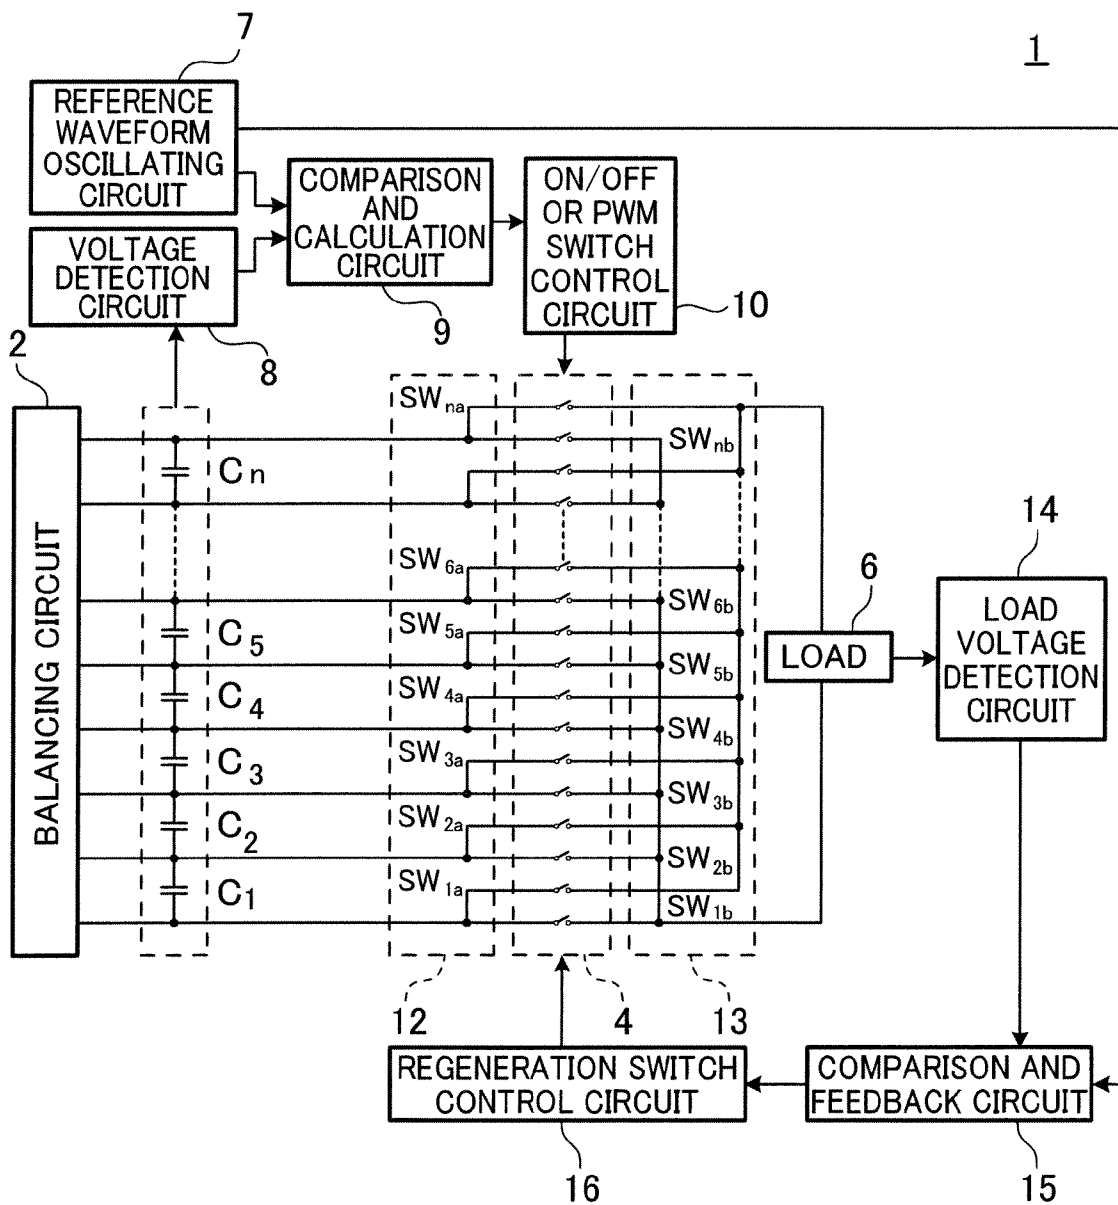 7
1
REFERENCE
WAVEFORM
OSCILLATING
CIRCUIT
COMPARISON
AND
CALCULATION
CIRCUIT
ON/OFF
OR PWM
SWITCH
CONTROL
CIRCUIT
VOLTAGE
DETECTION
CIRCUIT
10
9
8
2
SWna
SWnb
Cn
BALANCING CIRCUIT
14
SW6a
6
SW6b
LOAD
VOLTAGE
DETECTION
CIRCUIT
SW5a
C5
LOAD
SW5b
SW4a
C4
SW4b
SW3a
C3
SW3b
SW2a
C2
SW2b
SW1a
C1
SW1b
12
4
13
REGENERATION SWITCH
CONTROL CIRCUIT
COMPARISON AND
FEEDBACK CIRCUIT
16
15